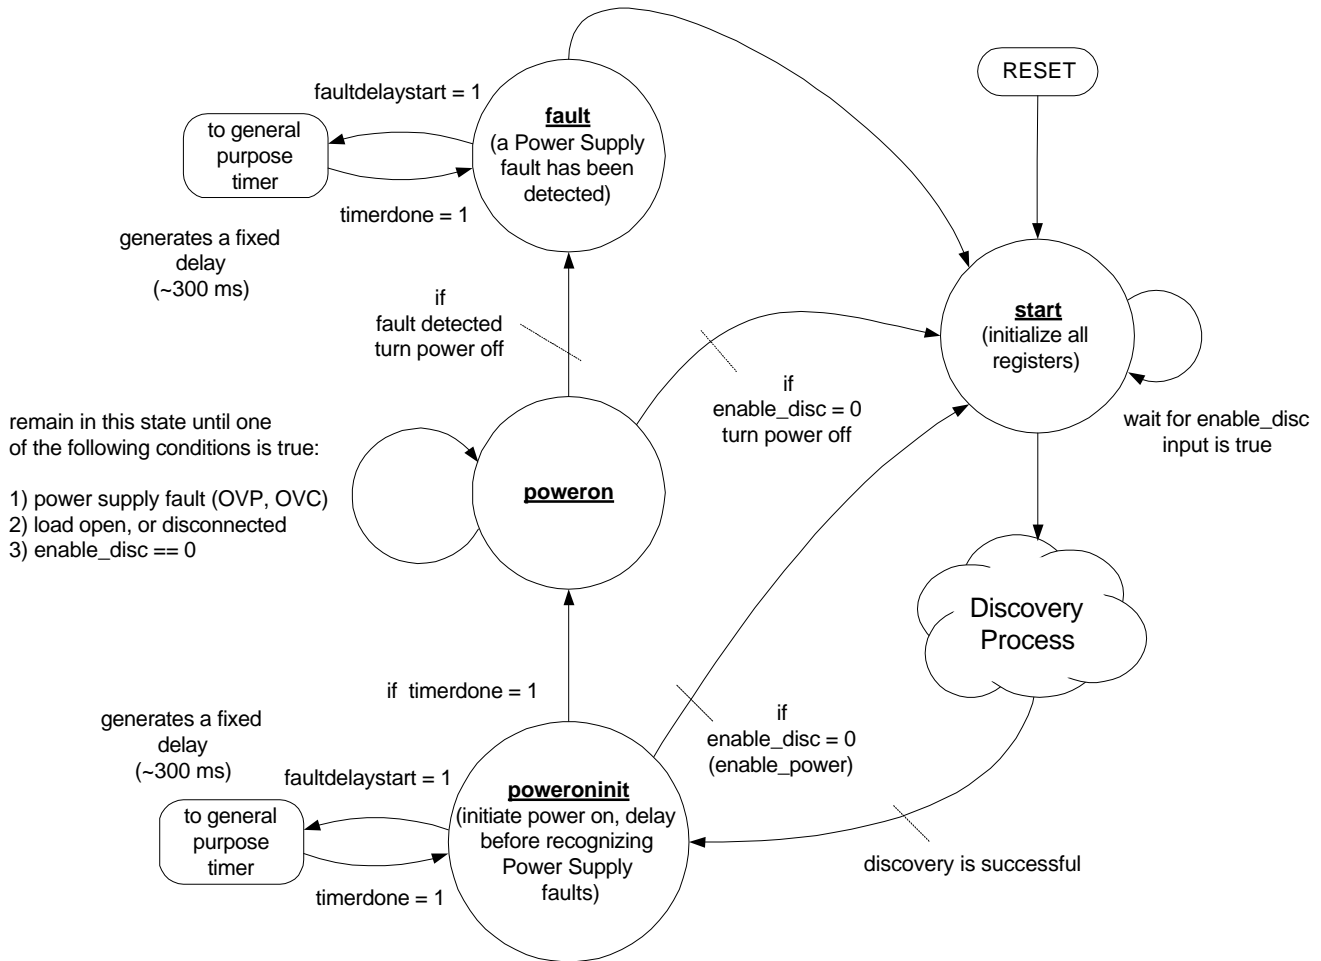 RESET
faultdelaystart = 1
fault
(a Power Supply
fault has been
detected)
to general
purpose
timer
timerdone = 1
generates a fixed
delay
(~300 ms)
if
fault detected
turn power off
start
(initialize all
registers)
if
enable_disc = 0
turn power off
wait for enable_disc
input is true
remain in this state until one
of the following conditions is true:
1) power supply fault (OVP, OVC)
2) load open, or disconnected
3) enable_disc == 0
poweron
Discovery
Process
if timerdone = 1
generates a fixed
delay
(~300 ms)
if
enable_disc = 0
(enable_power)
faultdelaystart = 1
poweroninit
(initiate power on, delay
before recognizing
Power Supply
faults)
to general
purpose
timer
timerdone = 1
discovery is successful